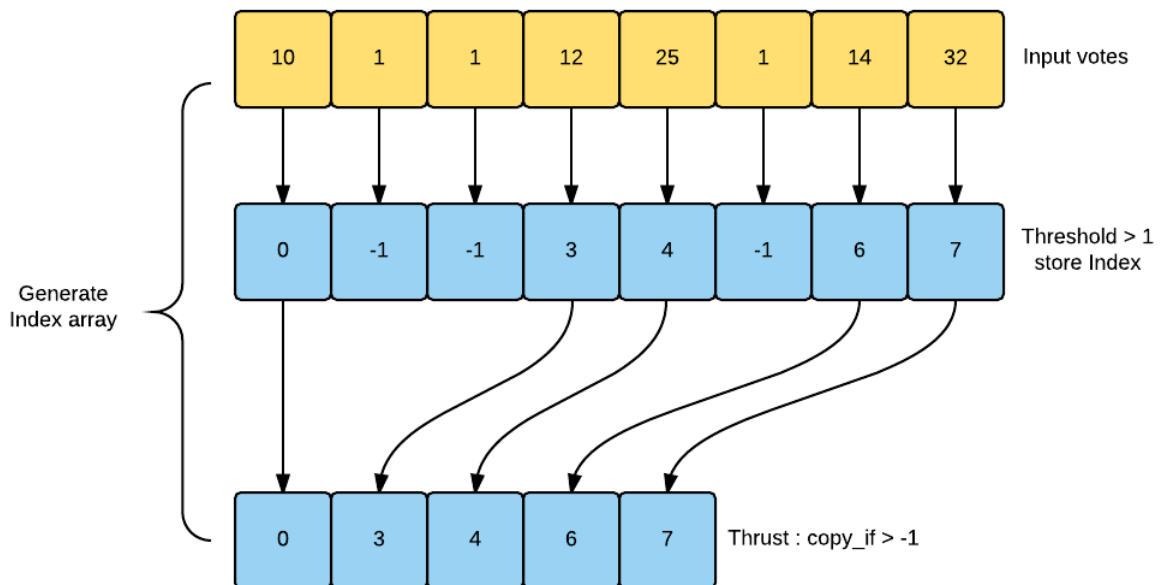 10 1 1 12 25 1 14 32 Input votes
0 -1 -1 3 4 -1 6 7 Threshold > 1
store Index
Generate
Index array
0 3 4 6 7 Thrust : copy_if > -1